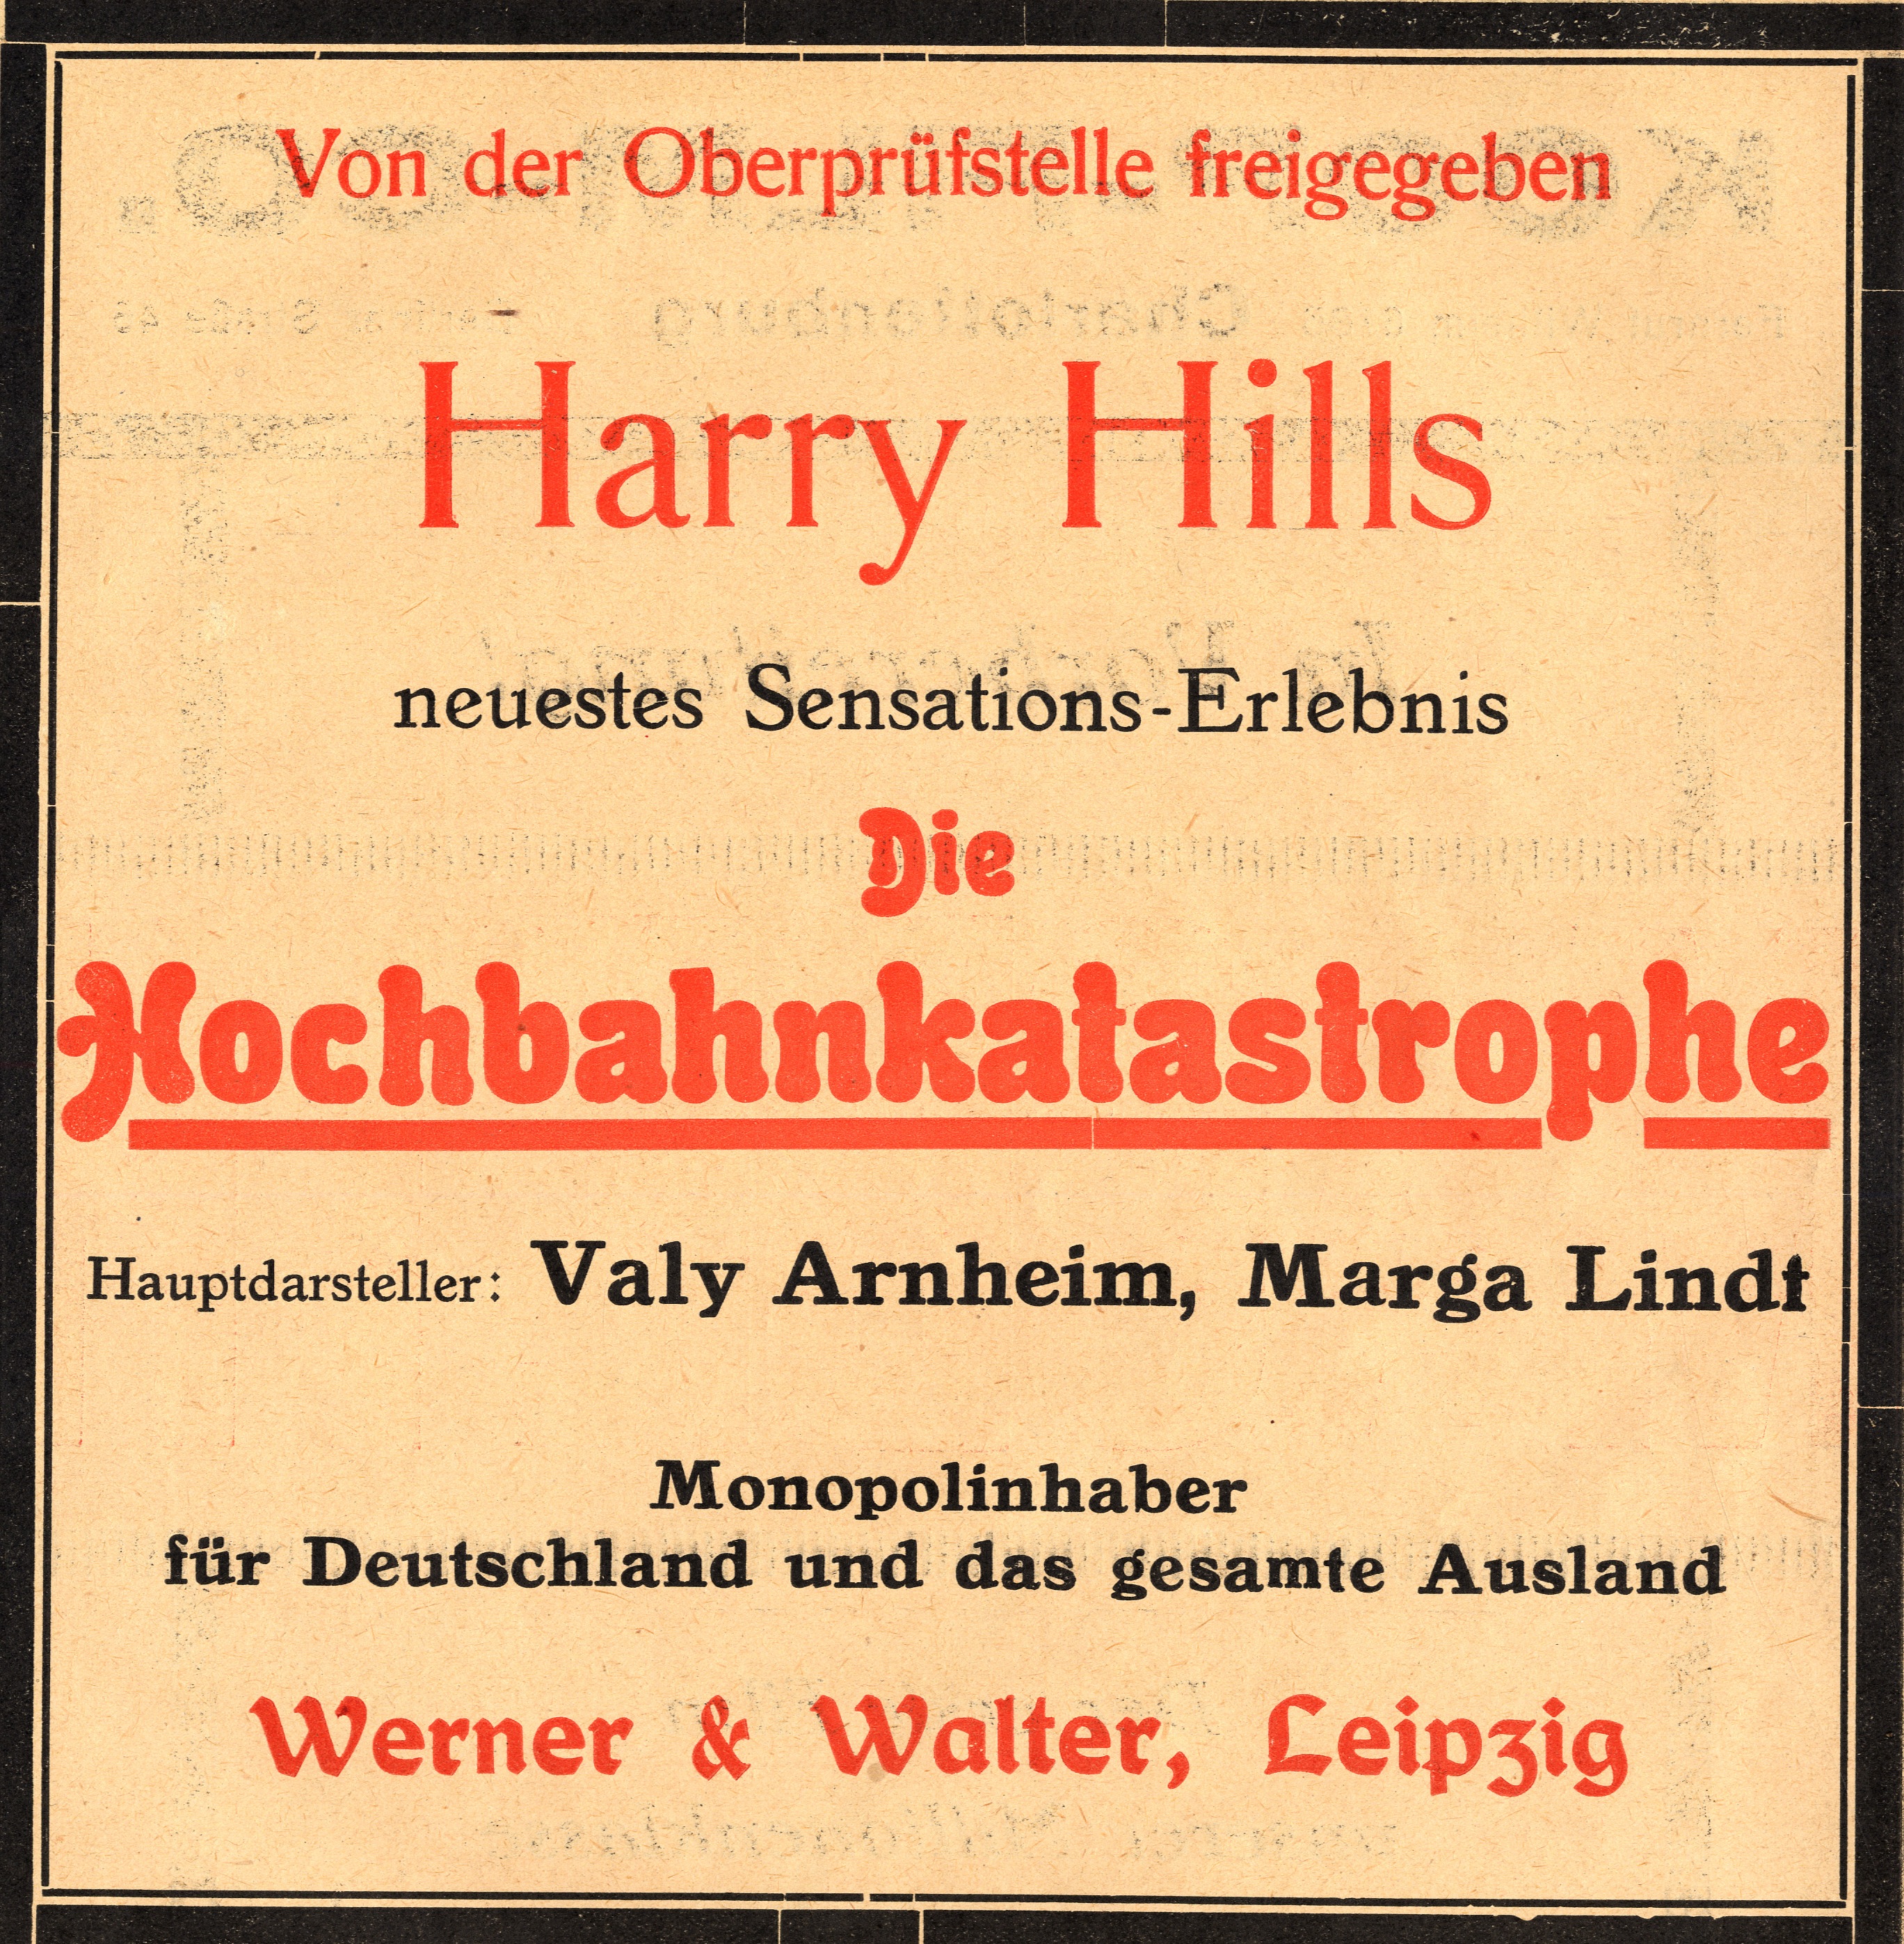 Von der Oberprüfstelle freigegeben
Harry Hills
neuestes Sensations-Erlebnis
Die
Hochbahnkatastrophe
Hauptdarsteller: Valy Arnheim, Marga Lindt
Monopolinhaber
für Deutschland und das gesamte Ausland
Werner & Walter, Leipzig